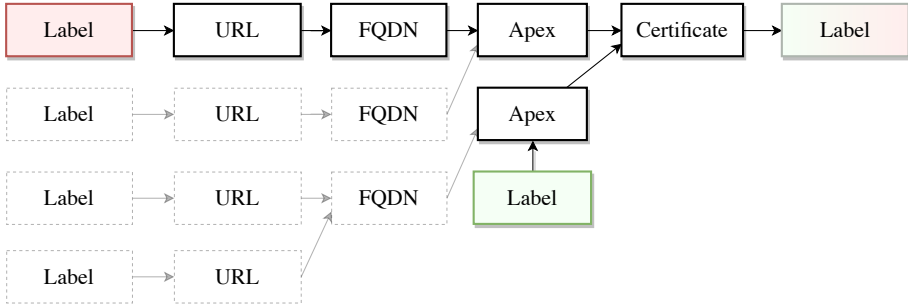 Label URL FQDN Apex Certificate Label
Label URL FQDN Apex
Label URL FQDN Label
Label URL